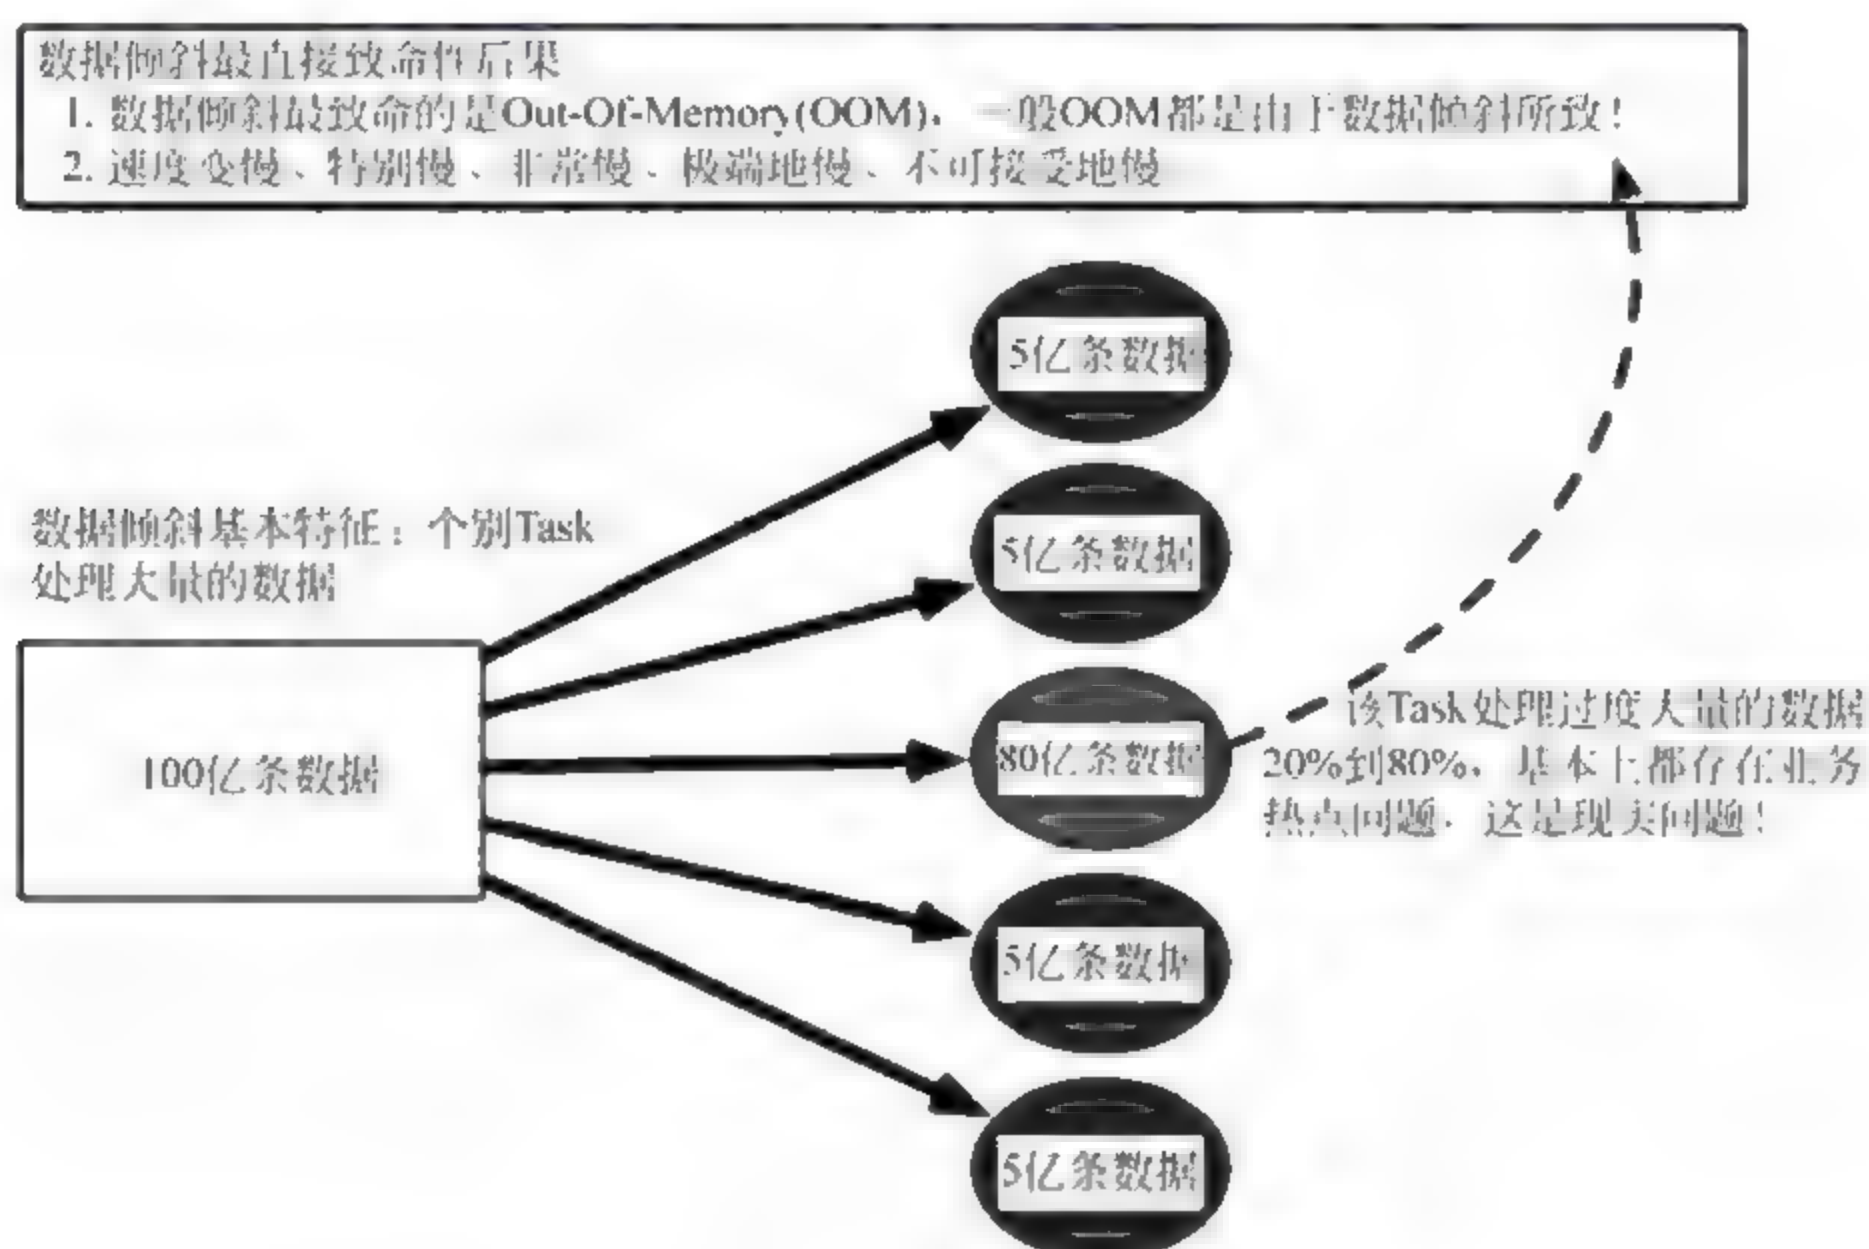 数据倾斜最直接致命性后果
1. 数据倾斜最致命的是Out-Of-Memory(OOM)，一般OOM都是由于数据倾斜所致！
2. 速度变慢、特别慢、非常慢、极端地慢、不可接受地慢
5亿条数据
5亿条数据
数据倾斜基本特征：个别Task
处理大量的数据
100亿条数据
80亿条数据
该Task处理过度大量的数据
20%到80%，基本上都存在业务
热点问题，这是现实问题！
5亿条数据
5亿条数据